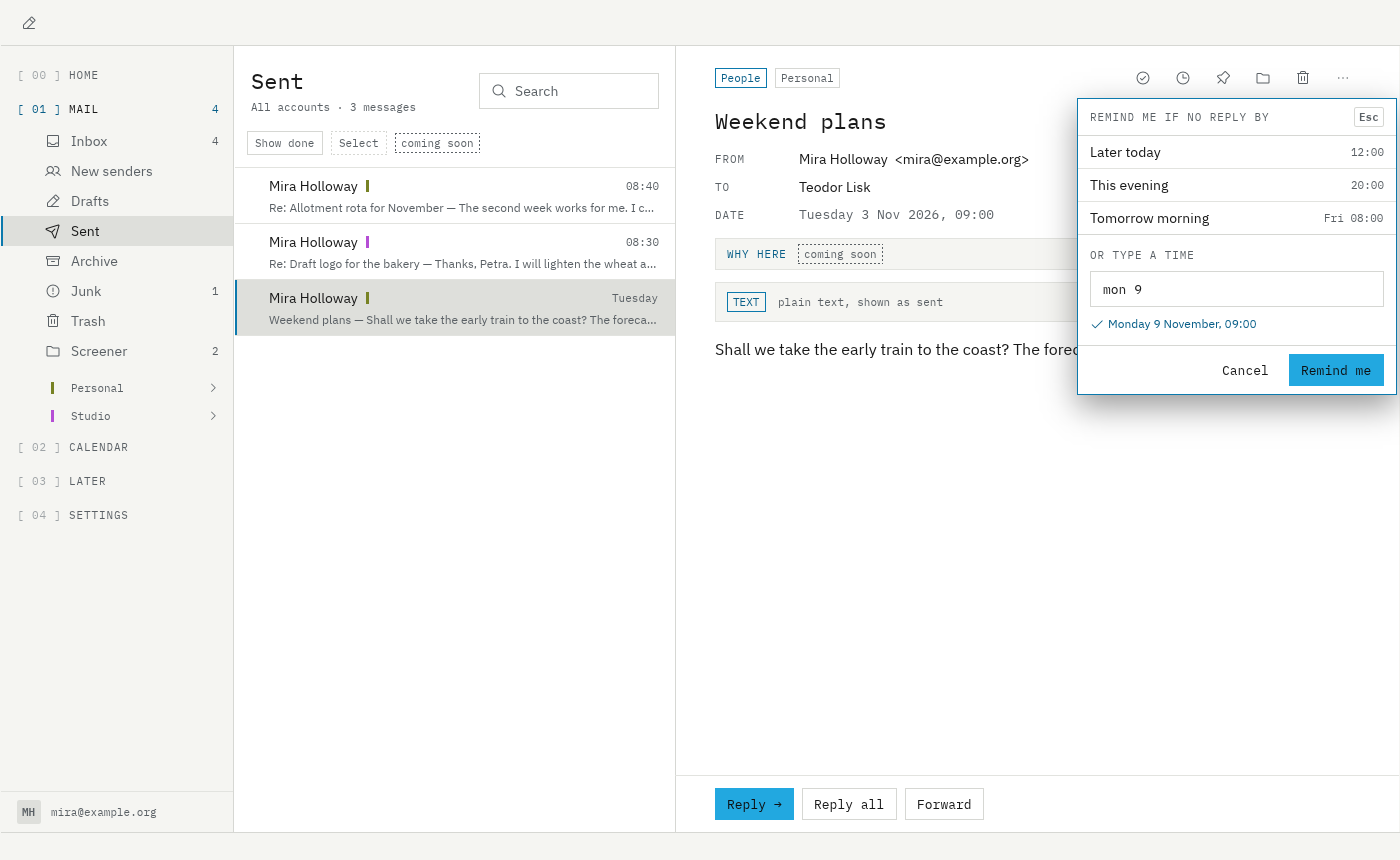 [ 00 ] HOME
[ 01 ] MAIL 4
Inbox 4
New senders
Drafts
Sent
Archive
Junk 1
Trash
Screener 2
Personal
Studio
[ 02 ] CALENDAR
[ 03 ] LATER
[ 04 ] SETTINGS
MH mira@example.org
Sent
All accounts · 3 messages
Search
Show done Select coming soon
Mira Holloway 08:40
Re: Allotment rota for November — The second week works for me. I c…
Mira Holloway 08:30
Re: Draft logo for the bakery — Thanks, Petra. I will lighten the wheat a…
Mira Holloway Tuesday
Weekend plans — Shall we take the early train to the coast? The foreca…
People Personal
Weekend plans
FROM Mira Holloway <mira@example.org>
TO Teodor Lisk
DATE Tuesday 3 Nov 2026, 09:00
WHY HERE coming soon
TEXT plain text, shown as sent
Shall we take the early train to the coast? The forec
REMIND ME IF NO REPLY BY Esc
Later today 12:00
This evening 20:00
Tomorrow morning Fri 08:00
OR TYPE A TIME
mon 9
Monday 9 November, 09:00
Cancel Remind me
Reply → Reply all Forward